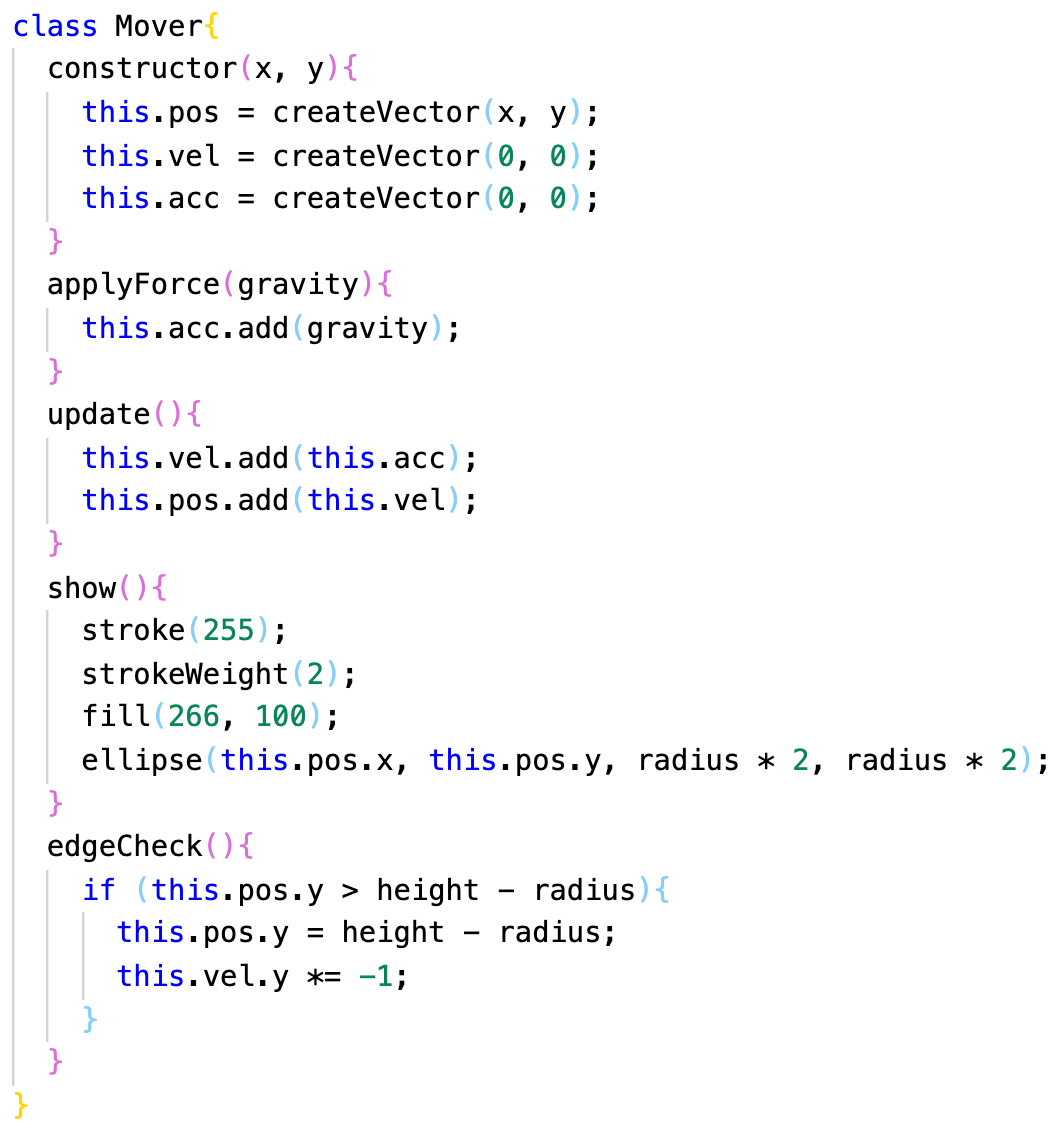 class Mover{
  constructor(x, y){
    this.pos = createVector(x, y);
    this.vel = createVector(0, 0);
    this.acc = createVector(0, 0);
  }
  applyForce(gravity){
    this.acc.add(gravity);
  }
  update(){
    this.vel.add(this.acc);
    this.pos.add(this.vel);
  }
  show(){
    stroke(255);
    strokeWeight(2);
    fill(266, 100);
    ellipse(this.pos.x, this.pos.y, radius * 2, radius * 2);
  }
  edgeCheck(){
    if (this.pos.y > height - radius){
      this.pos.y = height - radius;
      this.vel.y *= -1;
    }
  }
}